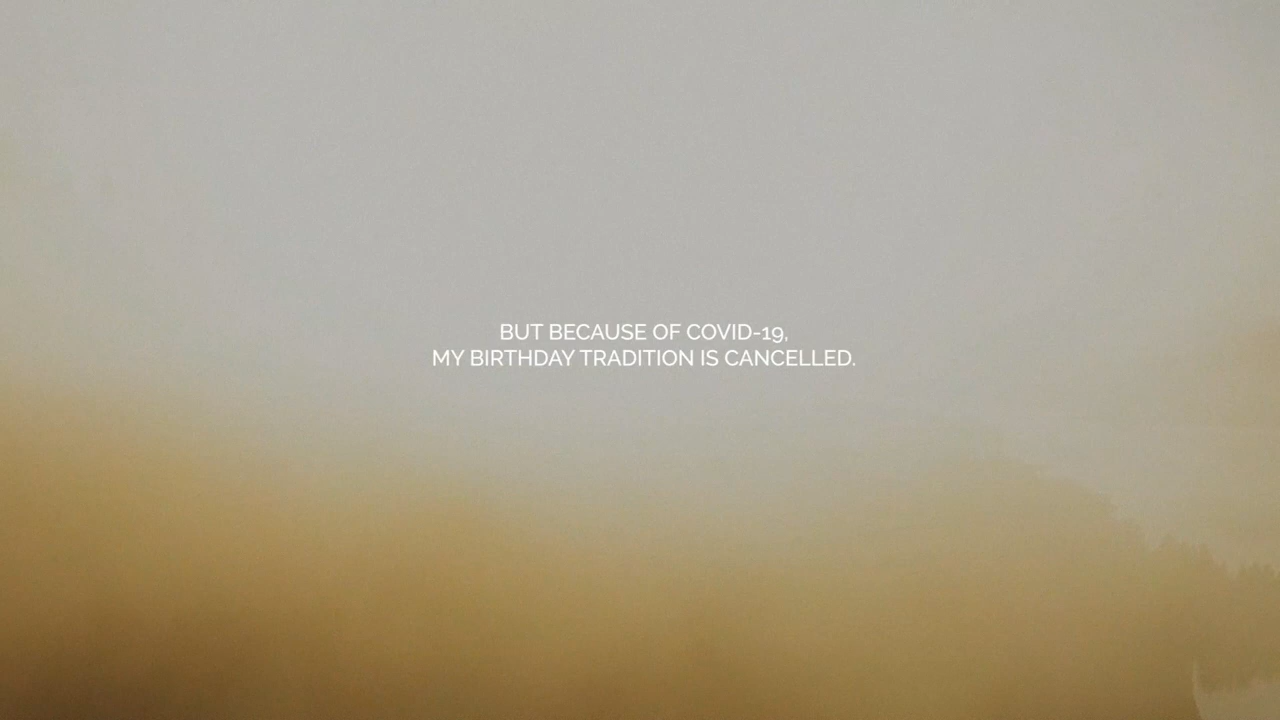 BUT BECAUSE OF COVID-19,
MY BIRTHDAY TRADITION IS CANCELLED.